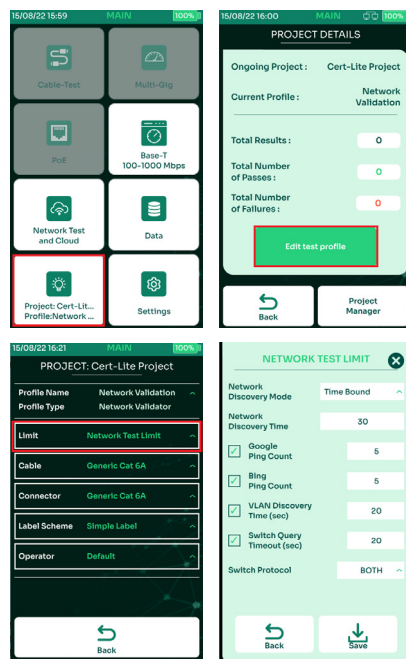 15/08/22 15:59 MAIN 100%
Cable-Test
Multi-Gig
PoE
Base-T
100-1000 Mbps
Network Test
and Cloud
Data
Project: Cert-Lit...
Profile:Network ...
Settings
15/08/22 16:00 MAIN 100%
PROJECT DETAILS
Ongoing Project : Cert-Lite Project
Current Profile : Network
Validation
Total Results : 0
Total Number
of Passes : 0
Total Number
of Failures : 0
Edit test profile
Back
Project
Manager
15/08/22 16:21 MAIN 100%
PROJECT: Cert-Lite Project
Profile Name Network Validation
Profile Type Network Validator
Limit Network Test Limit
Cable Generic Cat 6A
Connector Generic Cat 6A
Label Scheme Simple Label
Operator Default
Back
NETWORK TEST LIMIT
Network
Discovery Mode Time Bound
Network
Discovery Time 30
Google
Ping Count 5
Bing
Ping Count 5
VLAN Discovery
Time (sec) 20
Switch Query
Timeout (sec) 20
Switch Protocol BOTH
Back
Save